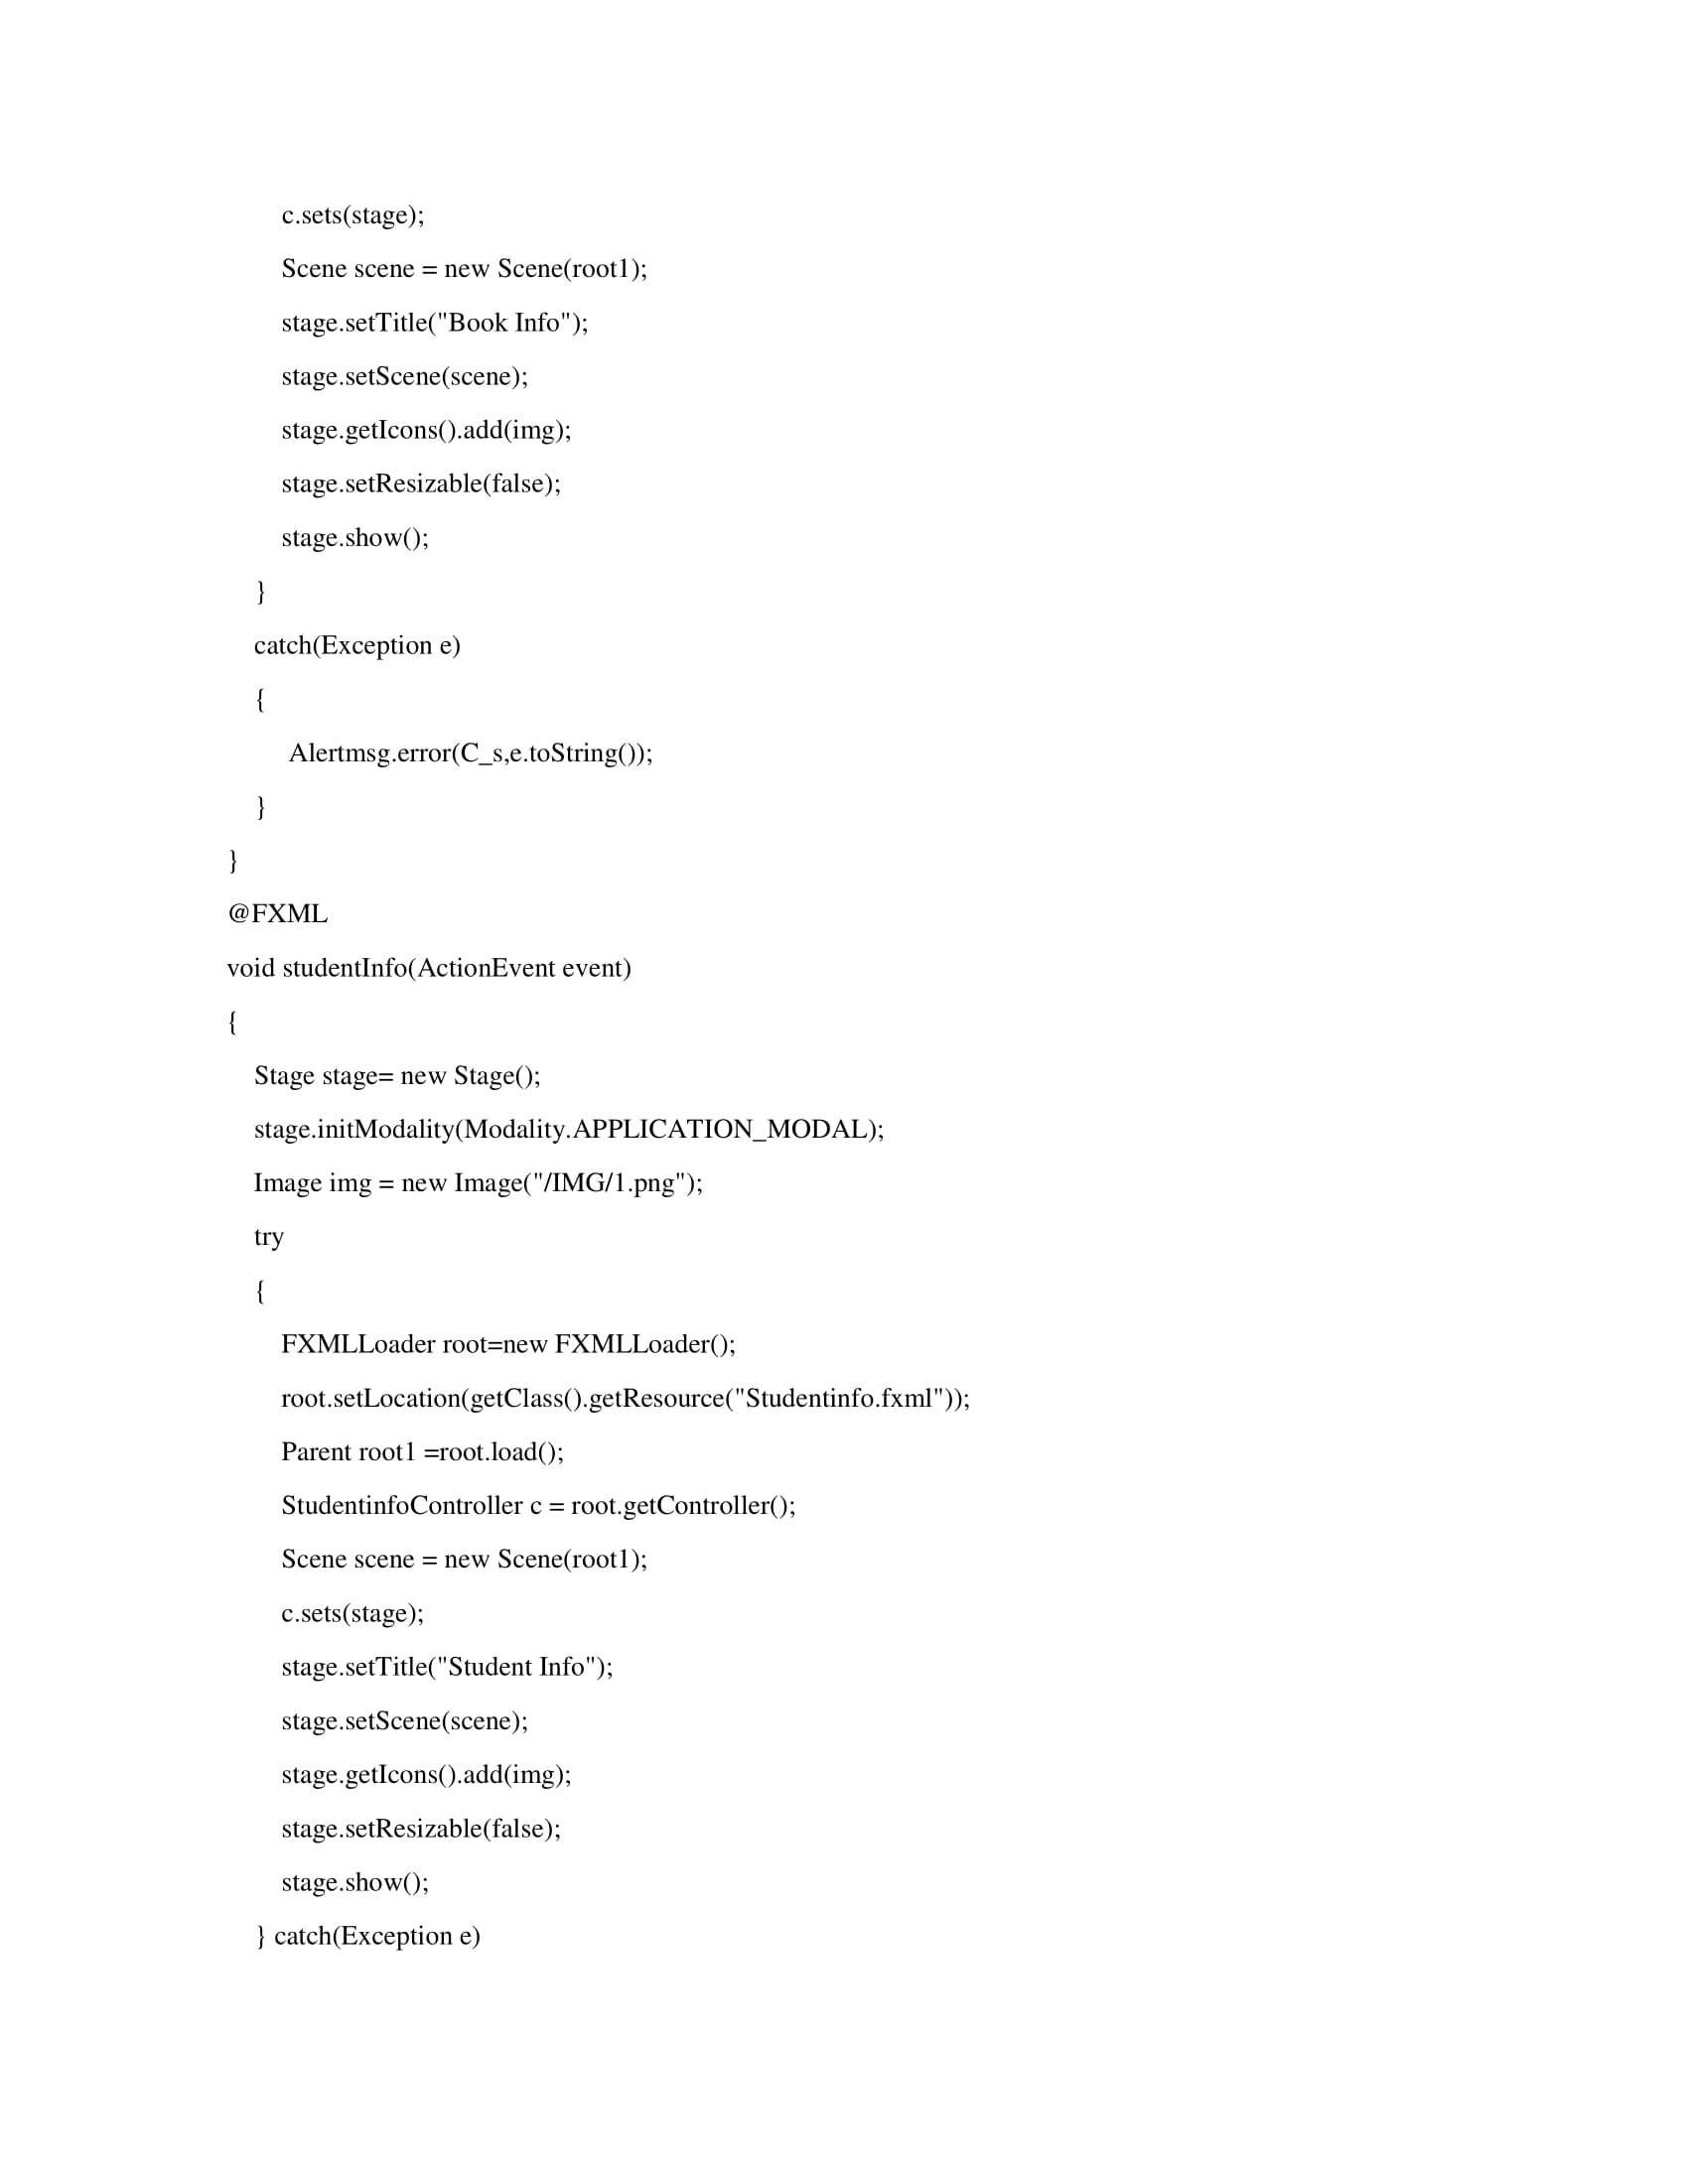 c.sets(stage);
Scene scene = new Scene(root1);
stage.setTitle("Book Info");
stage.setScene(scene);
stage.getIcons().add(img);
stage.setResizable(false);
stage.show();
}
catch(Exception e)
{
Alertmsg.error(C_s,e.toString());
}
}
@FXML
void studentInfo(ActionEvent event)
{
Stage stage= new Stage();
stage.initModality(Modality.APPLICATION_MODAL);
Image img = new Image("/IMG/1.png");
try
{
FXMLLoader root=new FXMLLoader();
root.setLocation(getClass().getResource("Studentinfo.fxml"));
Parent root1 =root.load();
StudentinfoController c = root.getController();
Scene scene = new Scene(root1);
c.sets(stage);
stage.setTitle("Student Info");
stage.setScene(scene);
stage.getIcons().add(img);
stage.setResizable(false);
stage.show();
} catch(Exception e)